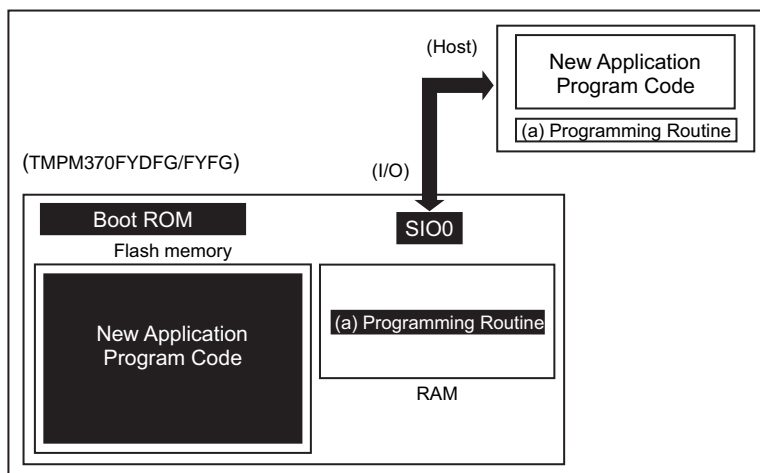 (Host)
New Application
Program Code
(a) Programming Routine
(TMPM370FYDFG/FYFG)
(I/O)
Boot ROM
SIO0
Flash memory
New Application
Program Code
(a) Programming Routine
RAM